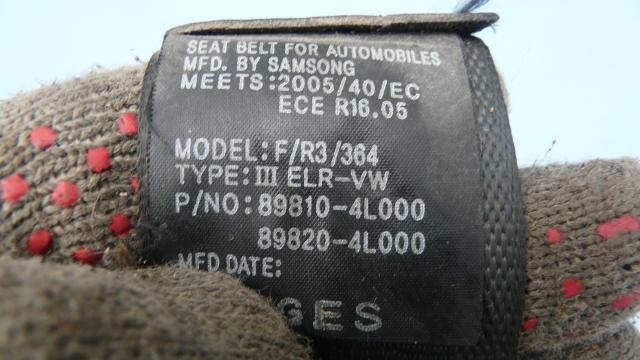 SEAT BELT FOR AUTOMOBILES
MFD. BY SAMSONG
MEETS:2005/40/EC
ECE R16.05
MODEL:F/R3/364
TYPE:III ELR-VW
P/NO:89810-4L000
89820-4L000
MFD DATE:
GES